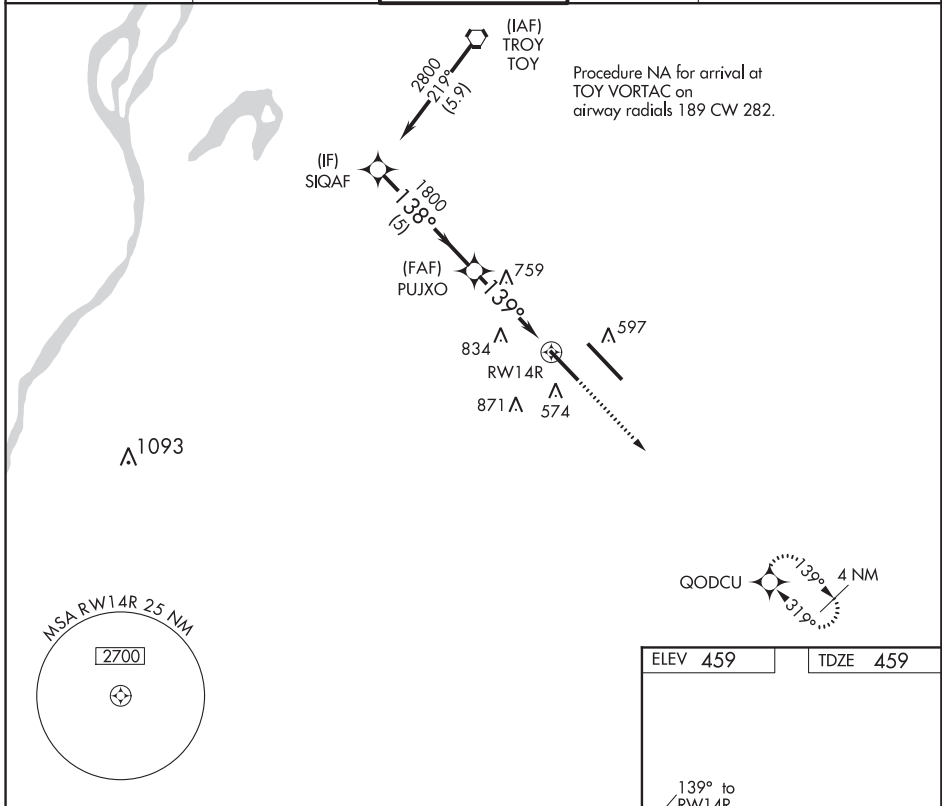 (IAF)
TROY
TOY
2800
219°
(5.9)
Procedure NA for arrival at
TOY VORTAC on
airway radials 189 CW 282.
(IF)
SIQAF
1800
138°
(5)
(FAF)
PUJXO
759
139°
834
597
RW14R
871
574
1093
QODCU
139°
4 NM
319°
MSA RW14R 25 NM
2700
ELEV 459
TDZE 459
139° to
RW14R